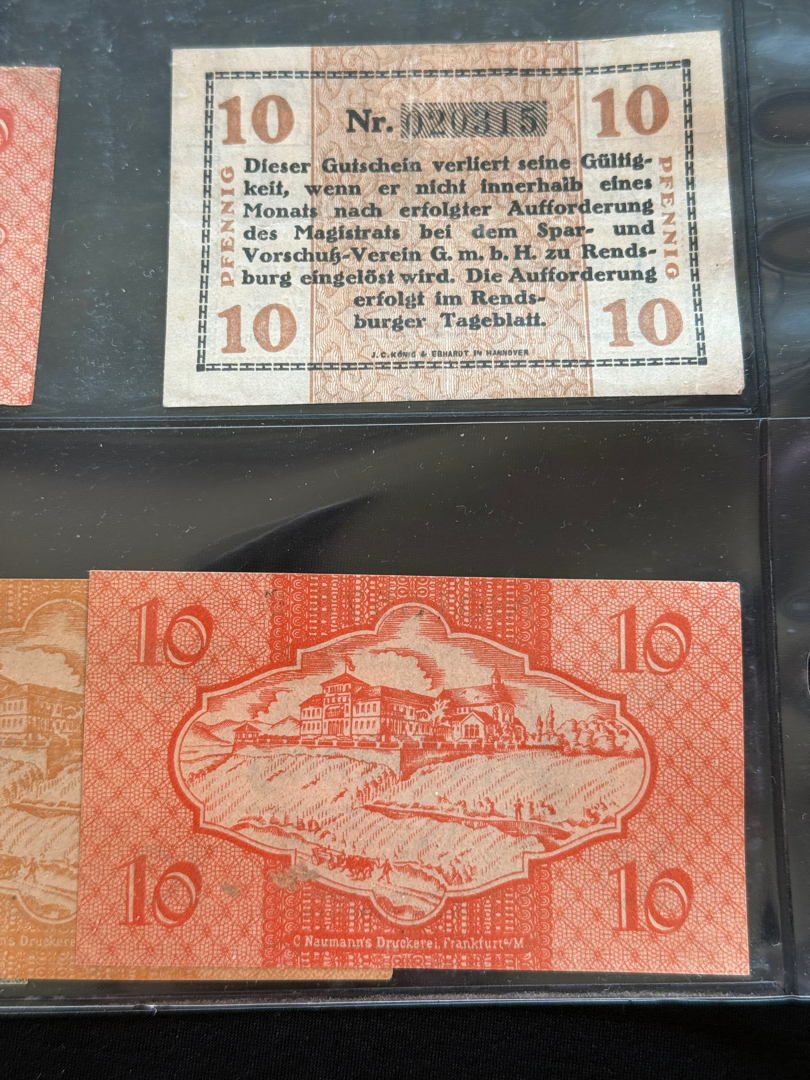 10
10
Nr. 020315
PFENNIG
PFENNIG
Dieser Gutschein verliert seine Gültig-
keit, wenn er nicht innerhalb eines
Monats nach erfolgter Aufforderung
des Magistrats bei dem Spar- und
Vorschuß-Verein G. m. b. H. zu Rends-
burg eingelöst wird. Die Aufforderung
erfolgt im Rends-
burger Tageblatt.
10
10
J. C. KÖNIG & EBHARDT IN HANNOVER
10
10
10
10
C Naumann's Druckerei, Frankfurt a/M
n's Druckere